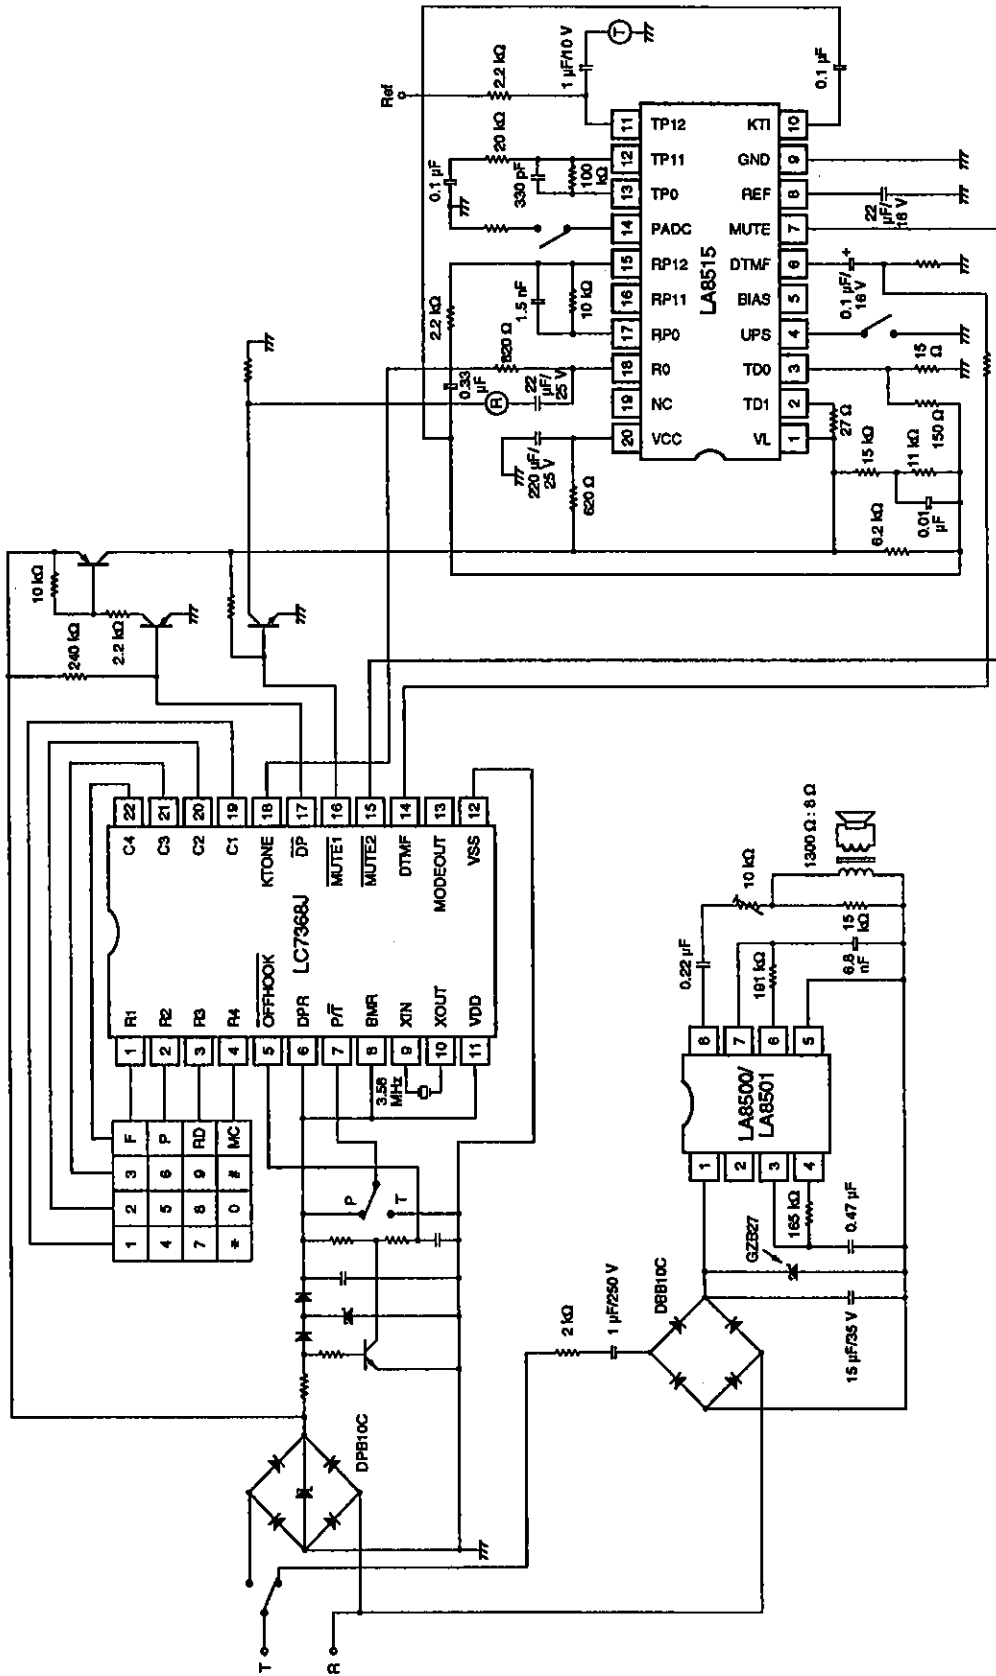 T
R
DPB10C
1
2
3
F
4
5
6
P
7
8
9
RD
*
0
#
MC
P
T
3.58
MHz
1 R1
2 R2
3 R3
4 R4
5 OFFHOOK
6 DPR
7 P/T
8 BMR
9 XIN
10 XOUT
11 VDD
LC7368J
C4 22
C3 21
C2 20
C1 19
KTONE 18
DP 17
MUTE1 16
MUTE2 15
DTMF 14
MODEOUT 13
VSS 12
240 kΩ
2.2 kΩ
10 kΩ
2 kΩ
1 µF/250 V
DBB10C
15 µF/35 V
GZB27
165 kΩ
0.47 µF
1
2
3
4
LA8500/
LA8501
8
7
6
5
0.22 µF
191 kΩ
6.8
nF
15
kΩ
10 kΩ
1300 Ω : 8 Ω
220 µF/
25 V
620 Ω
0.33
µF
R
22
µF/
25 V
820 Ω
2.2 kΩ
1.5 nF
10 kΩ
0.1 µF
330 pF
100
kΩ
20 kΩ
Ref
2.2 kΩ
1 µF/10 V
T
0.1 µF
20 VCC
19 NC
18 R0
17 RP0
16 RP11
15 RP12
14 PADC
13 TP0
12 TP11
11 TP12
LA8515
VL 1
TD1 2
TD0 3
UPS 4
BIAS 5
DTMF 6
MUTE 7
REF 8
GND 9
KTI 10
27 Ω
15 kΩ
11 kΩ
150 Ω
15
Ω
0.01
µF
6.2 kΩ
0.1 µF/
16 V
+
22
µF/
16 V